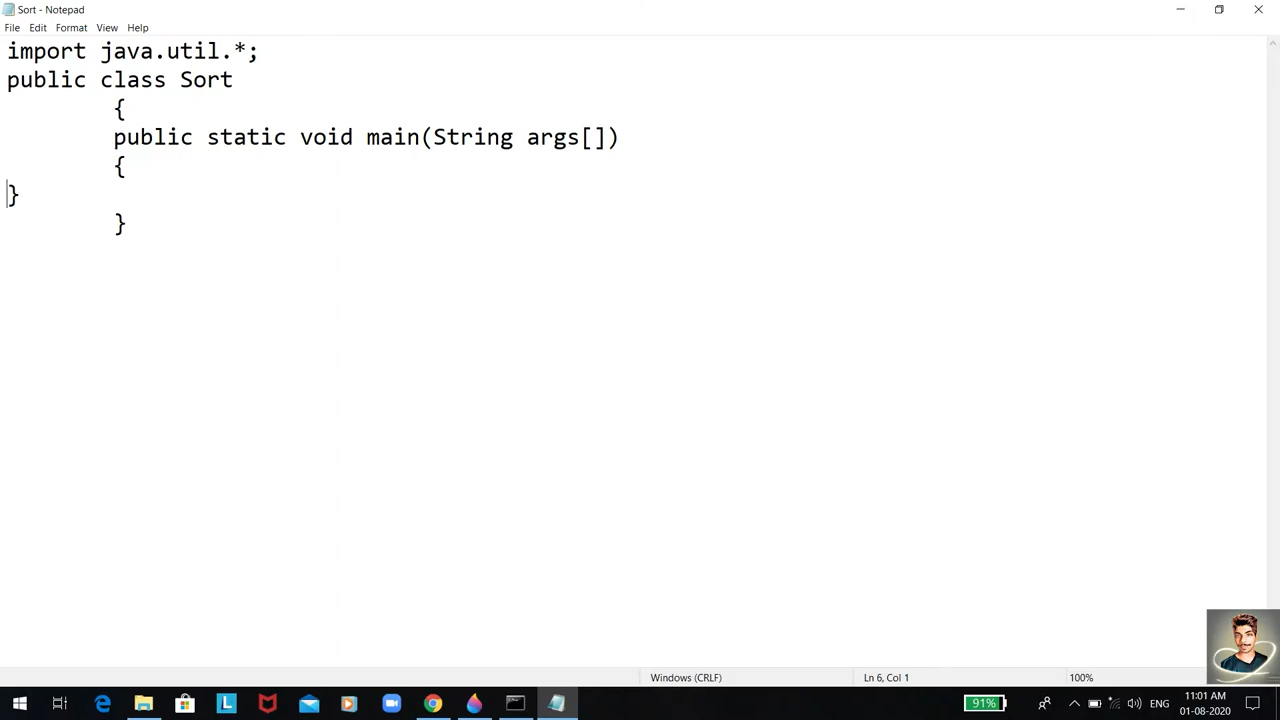 Sort - Notepad
File Edit Format View Help
import java.util.*;
public class Sort
{
public static void main(String args[])
{
}
}
Windows (CRLF) Ln 6, Col 1 100%
91% ENG 11:01 AM
01-08-2020